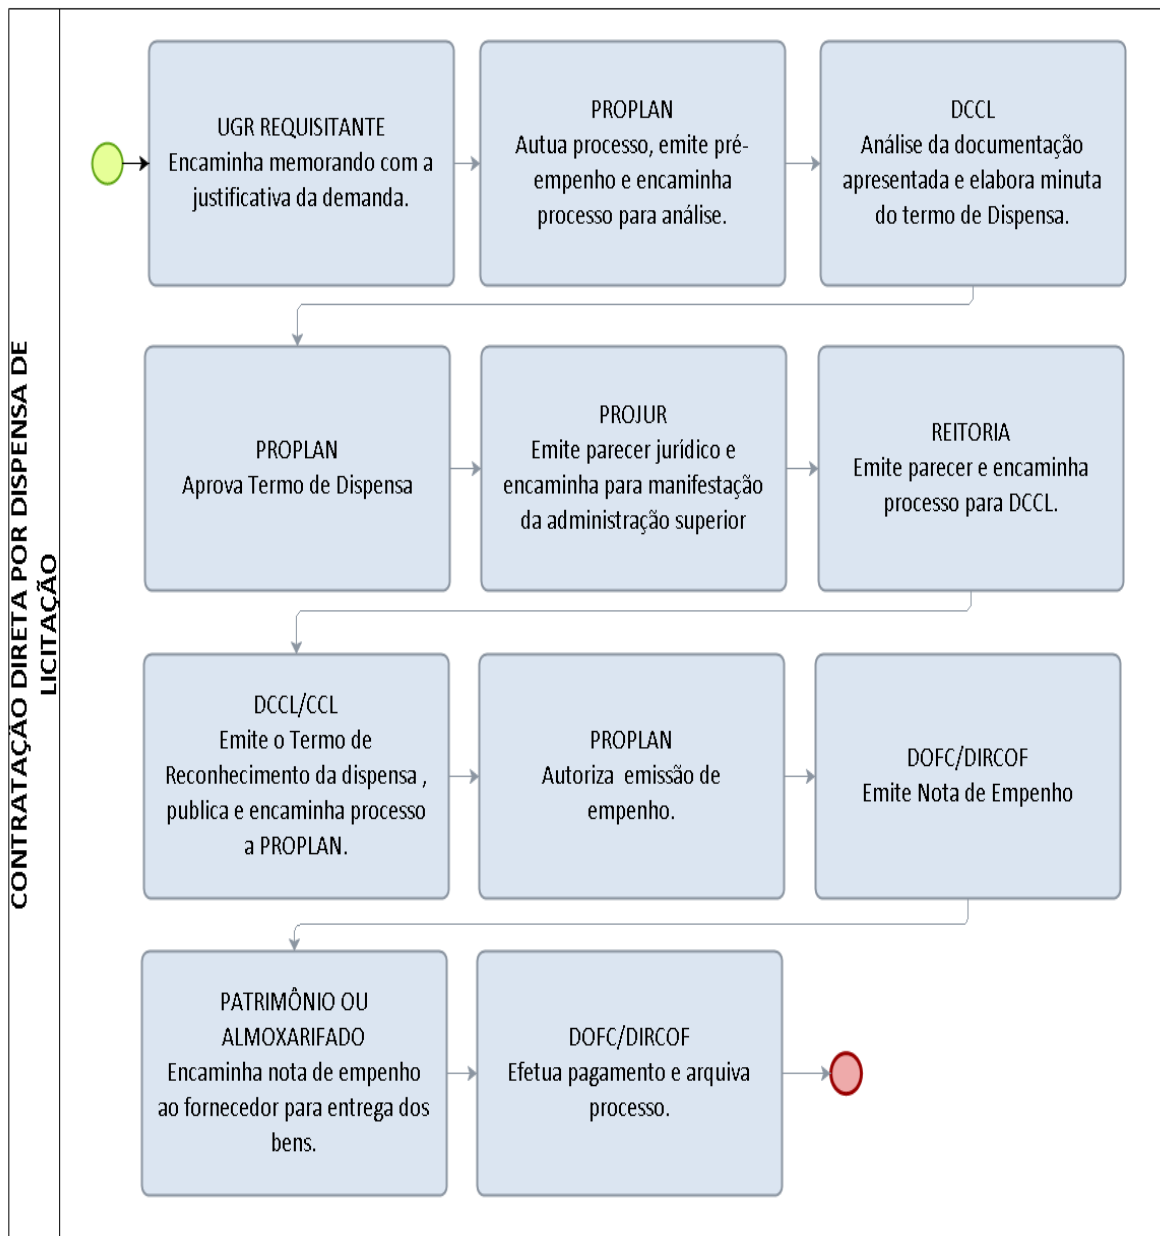 CONTRATAÇÃO DIRETA POR DISPENSA DE
LICITAÇÃO
UGR REQUISITANTE
Encaminha memorando com a
justificativa da demanda.
PROPLAN
Autua processo, emite pré-
empenho e encaminha
processo para análise.
DCCL
Análise da documentação
apresentada e elabora minuta
do termo de Dispensa.
PROPLAN
Aprova Termo de Dispensa
PROJUR
Emite parecer jurídico e
encaminha para manifestação
da administração superior
REITORIA
Emite parecer e encaminha
processo para DCCL.
DCCL/CCL
Emite o Termo de
Reconhecimento da dispensa ,
publica e encaminha processo
a PROPLAN.
PROPLAN
Autoriza emissão de
empenho.
DOFC/DIRCOF
Emite Nota de Empenho
PATRIMÔNIO OU
ALMOXARIFADO
Encaminha nota de empenho
ao fornecedor para entrega dos
bens.
DOFC/DIRCOF
Efetua pagamento e arquiva
processo.